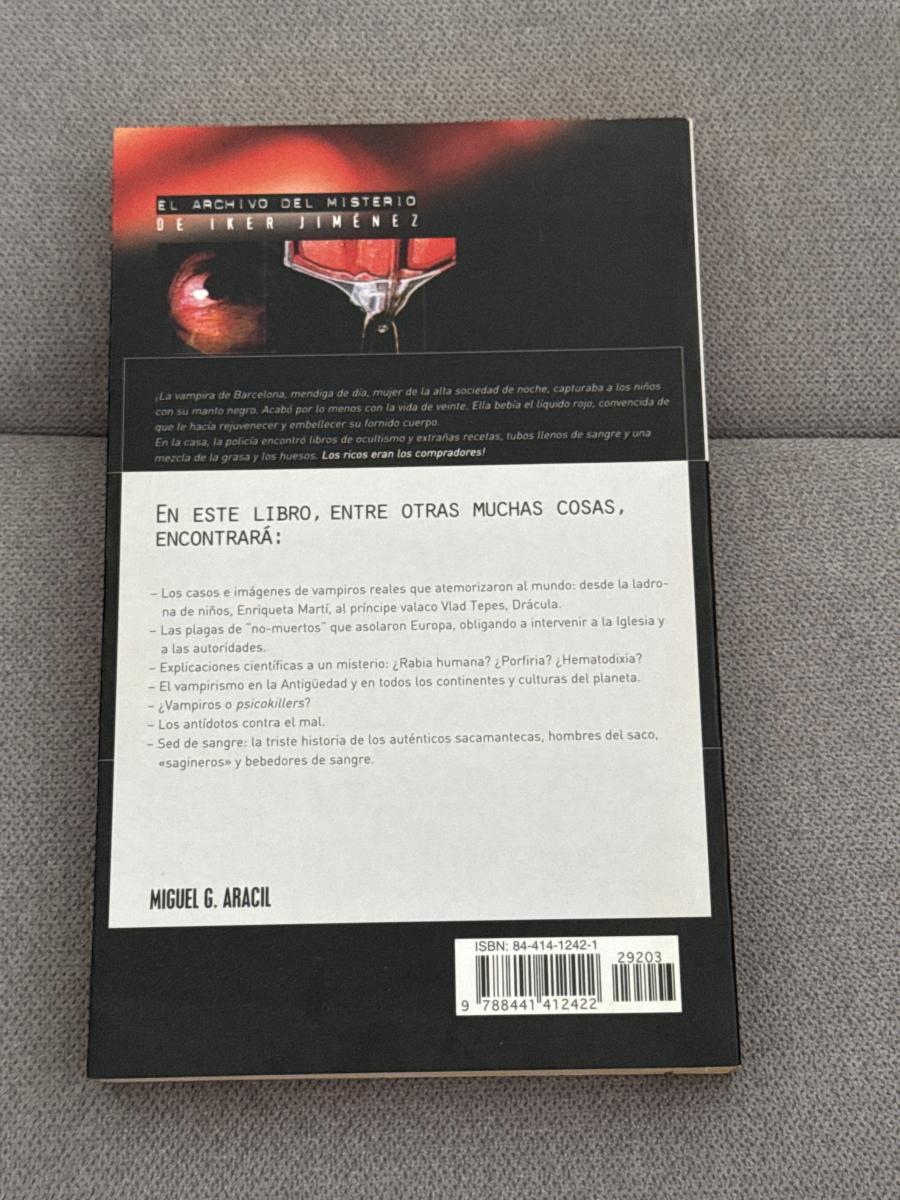 EL ARCHIVO DEL MISTERIO
DE IKER JIMÉNEZ
¡La vampira de Barcelona, mendiga de día, mujer de la alta sociedad de noche, capturaba a los niños
con su manto negro. Acabó por lo menos con la vida de veinte. Ella bebía el líquido rojo, convencida de
que le hacía rejuvenecer y embellecer su fornido cuerpo.
En la casa, la policía encontró libros de ocultismo y extrañas recetas, tubos llenos de sangre y una
mezcla de la grasa y los huesos. Los ricos eran los compradores!
EN ESTE LIBRO, ENTRE OTRAS MUCHAS COSAS,
ENCONTRARÁ:
– Los casos e imágenes de vampiros reales que atemorizaron al mundo: desde la ladro-
na de niños, Enriqueta Martí, al príncipe valaco Vlad Tepes, Drácula.
– Las plagas de "no-muertos" que asolaron Europa, obligando a intervenir a la Iglesia y
a las autoridades.
– Explicaciones científicas a un misterio: ¿Rabia humana? ¿Porfiria? ¿Hematodixia?
– El vampirismo en la Antigüedad y en todos los continentes y culturas del planeta.
– ¿Vampiros o psicokillers?
– Los antídotos contra el mal.
– Sed de sangre: la triste historia de los auténticos sacamantecas, hombres del saco,
«sagineros» y bebedores de sangre.
MIGUEL G. ARACIL
ISBN: 84-414-1242-1
29203
9 788441 412422